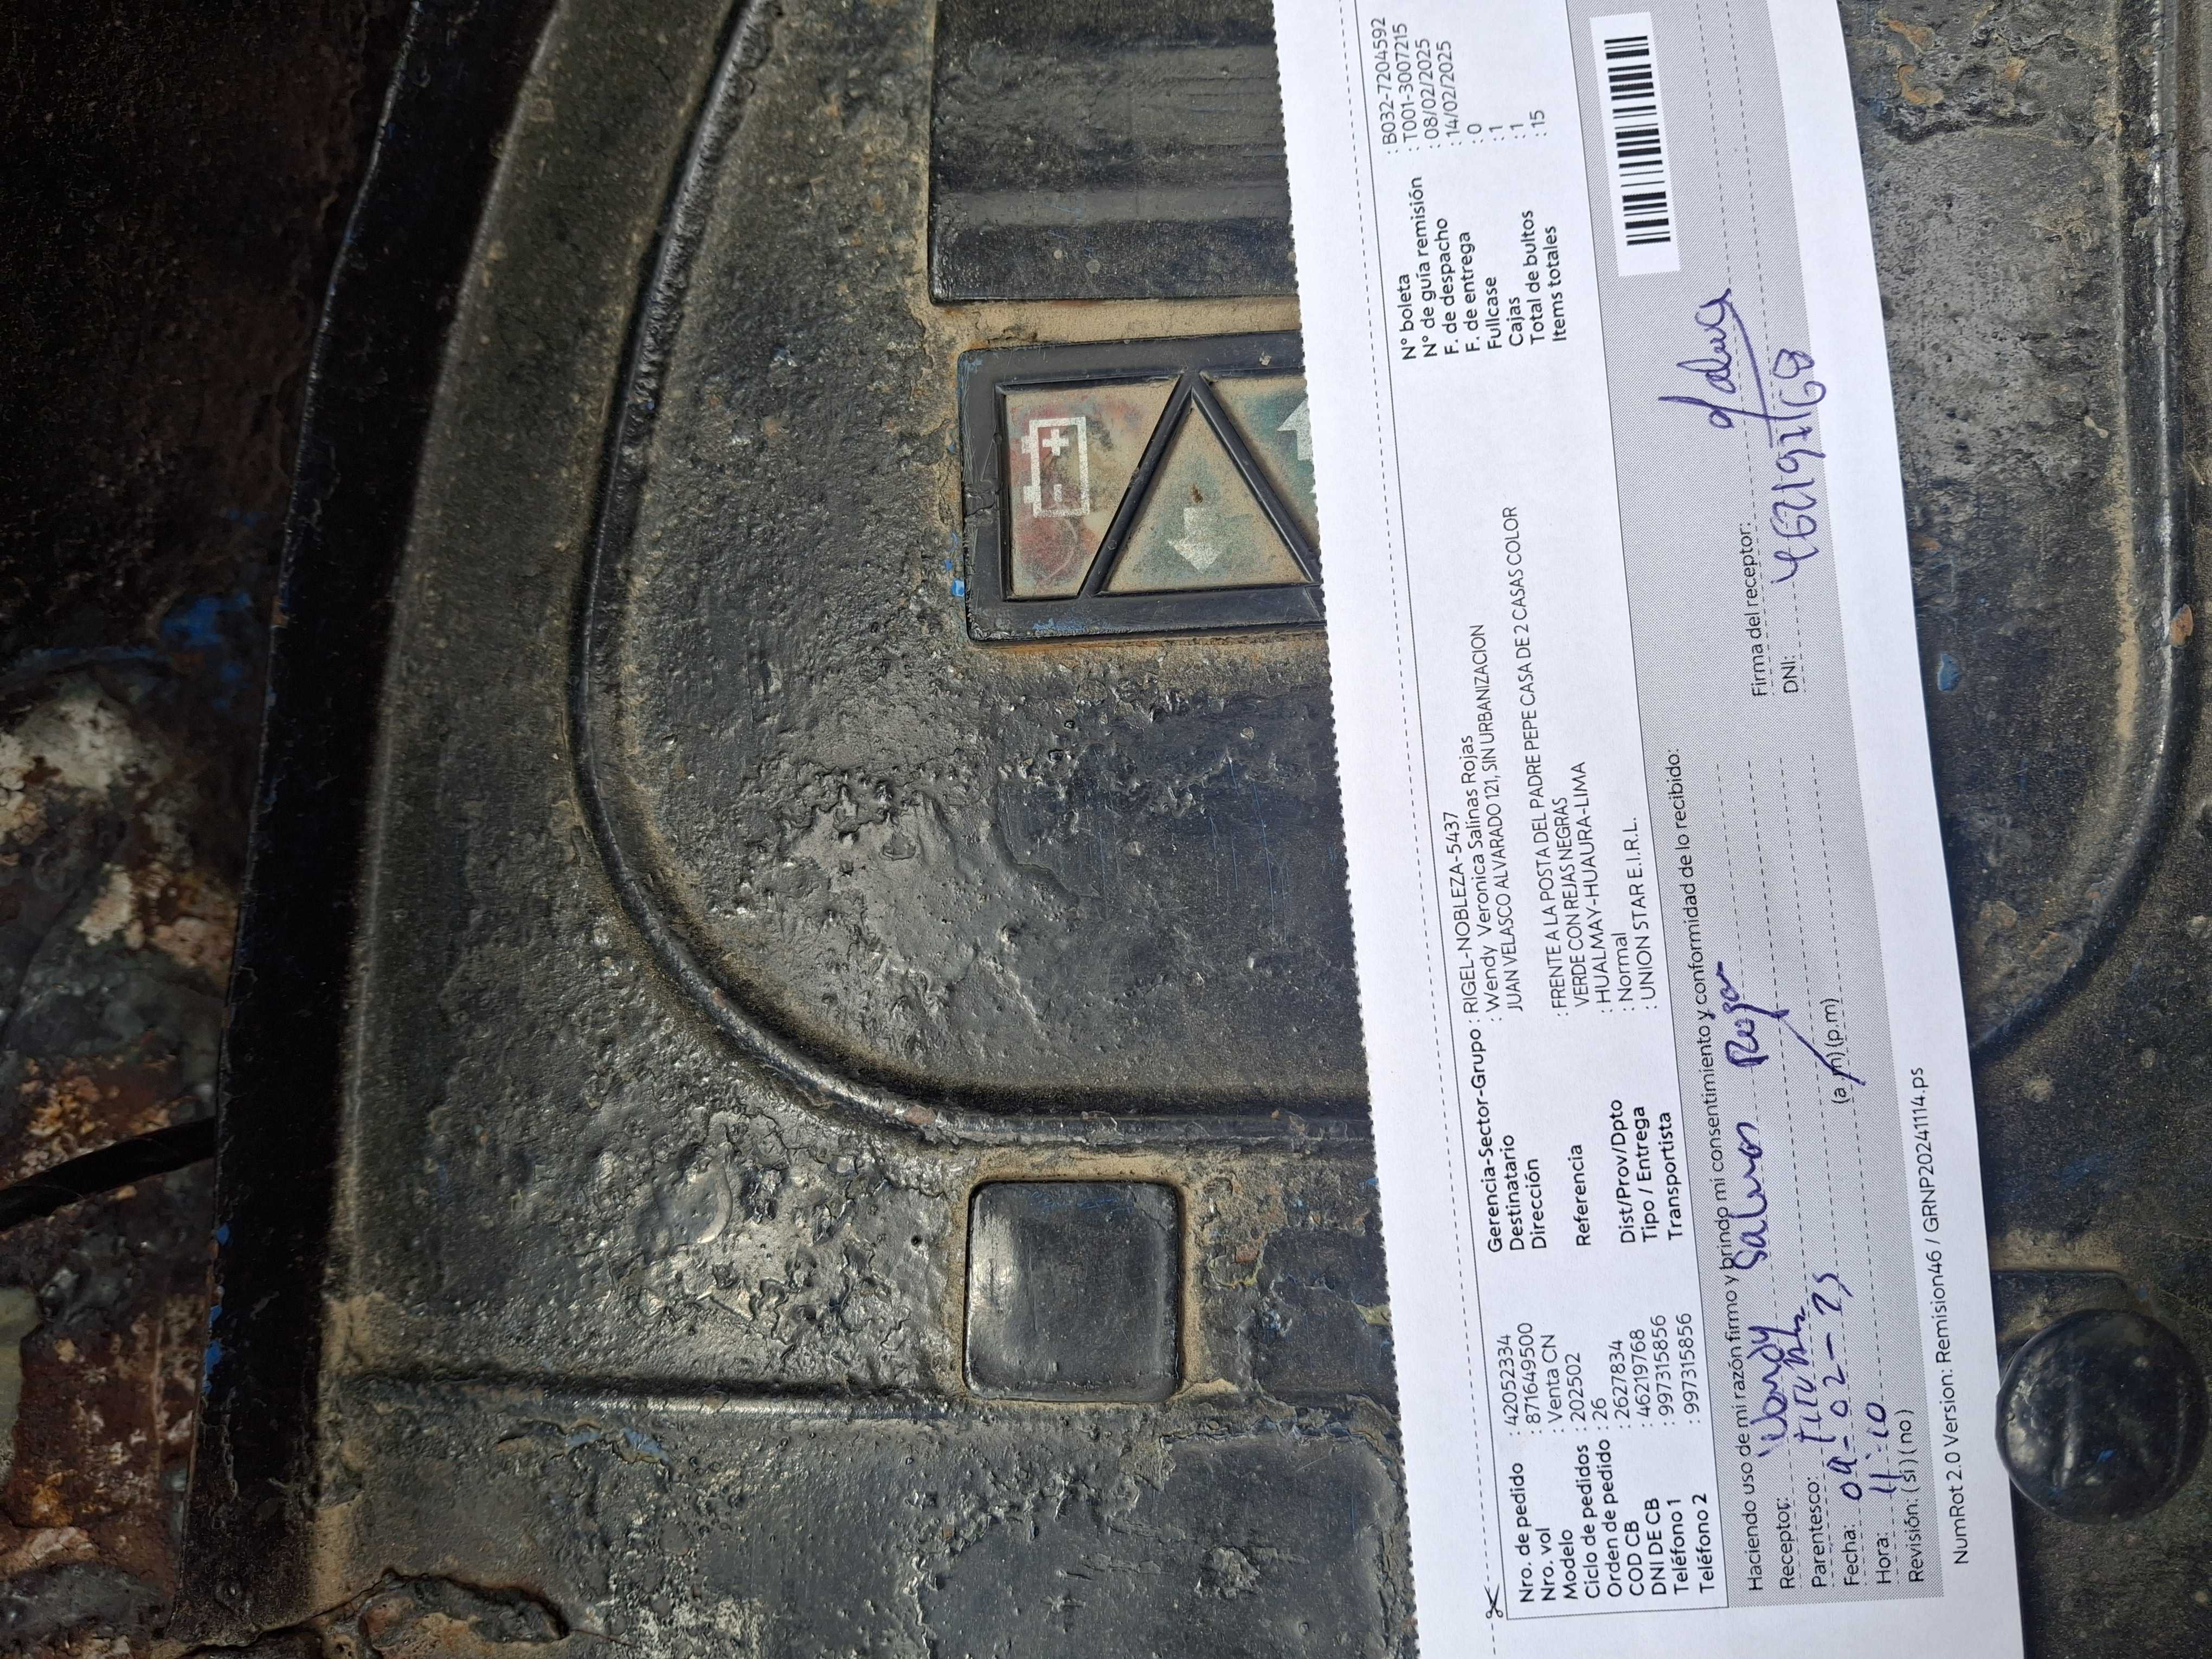 Nro. de pedido : 42052334
Nro. vol : 871649500
Modelo : Venta CN
Ciclo de pedidos : 202502
Orden de pedido : 26
COD CB : 2627834
DNI DE CB : 46219768
Teléfono 1 : 997315856
Teléfono 2 : 997315856
Gerencia-Sector-Grupo : RIGEL-NOBLEZA-5437
Destinatario : Wendy Veronica Salinas Rojas
Dirección JUAN VELASCO ALVARADO 121, SIN URBANIZACION
Referencia : FRENTE A LA POSTA DEL PADRE PEPE CASA DE 2 CASAS COLOR
VERDE CON REJAS NEGRAS
Dist/Prov/Dpto : HUALMAY-HUAURA-LIMA
Tipo / Entrega : Normal
Transportista : UNION STAR E.I.R.L.
N° boleta : B032-7204592
N° de guía remisión : T001-3007215
F. de despacho : 08/02/2025
F. de entrega : 14/02/2025
Fullcase : 0
Cajas : 1
Total de bultos : 1
Items totales : 15
Haciendo uso de mi razón firmo y brindo mi consentimiento y conformidad de lo recibido:
Receptor: Wendy Salinas Rojas
Parentesco: Titular
Fecha: 09-02-25
Hora: 11:10 (a.m) (p.m)
Revisión: (si) (no)
Firma del receptor:
DNI: 46219768
NumRot 2.0 Version: Remision46 / GRNP20241114.ps